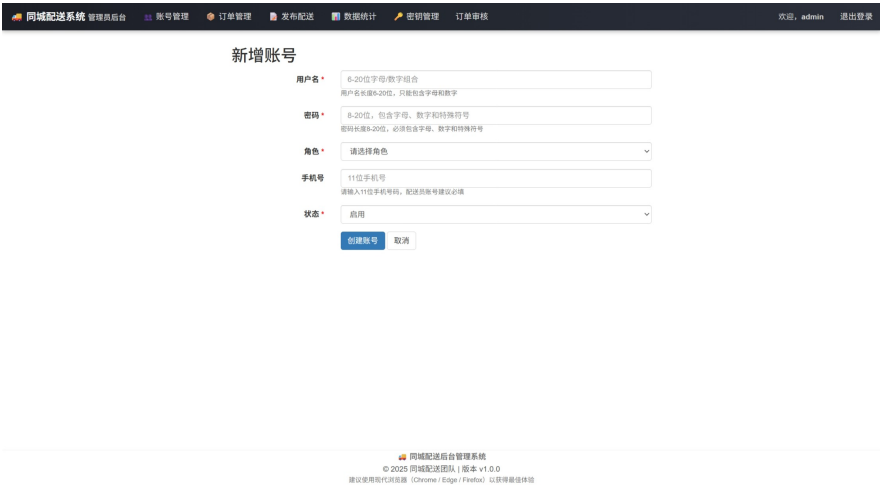 同城配送系统 管理员后台 账号管理 订单管理 发布配送 数据统计 密钥管理 订单审核 欢迎，admin 退出登录
新增账号
用户名 * 6-20位字母/数字组合
用户名长度6-20位，只能包含字母和数字
密码 * 8-20位，包含字母、数字和特殊符号
密码长度8-20位，必须包含字母、数字和特殊符号
角色 * 请选择角色
手机号 11位手机号
请输入11位手机号码，配送员账号建议必填
状态 * 启用
创建账号 取消
同城配送后台管理系统
© 2025 同城配送团队 | 版本 v1.0.0
建议使用现代浏览器（Chrome / Edge / Firefox）以获得最佳体验